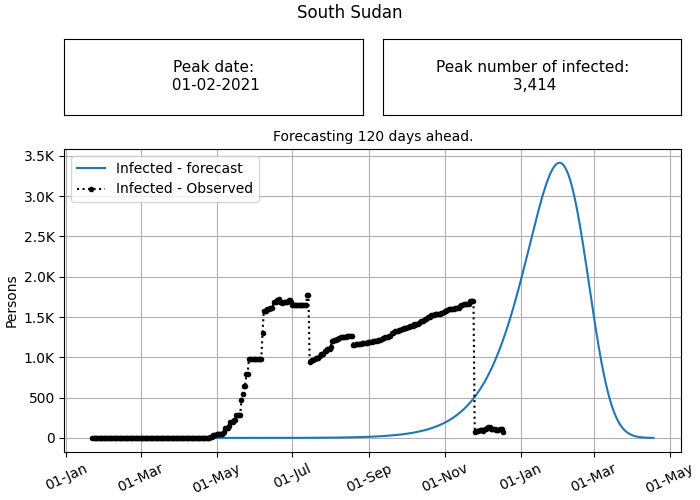 South Sudan
Peak date:
01-02-2021
Peak number of infected:
3,414
Forecasting 120 days ahead.
Infected - forecast
Infected - Observed
Persons
3.5K
3.0K
2.5K
2.0K
1.5K
1.0K
500
0
01-Jan
01-Mar
01-May
01-Jul
01-Sep
01-Nov
01-Jan
01-Mar
01-May